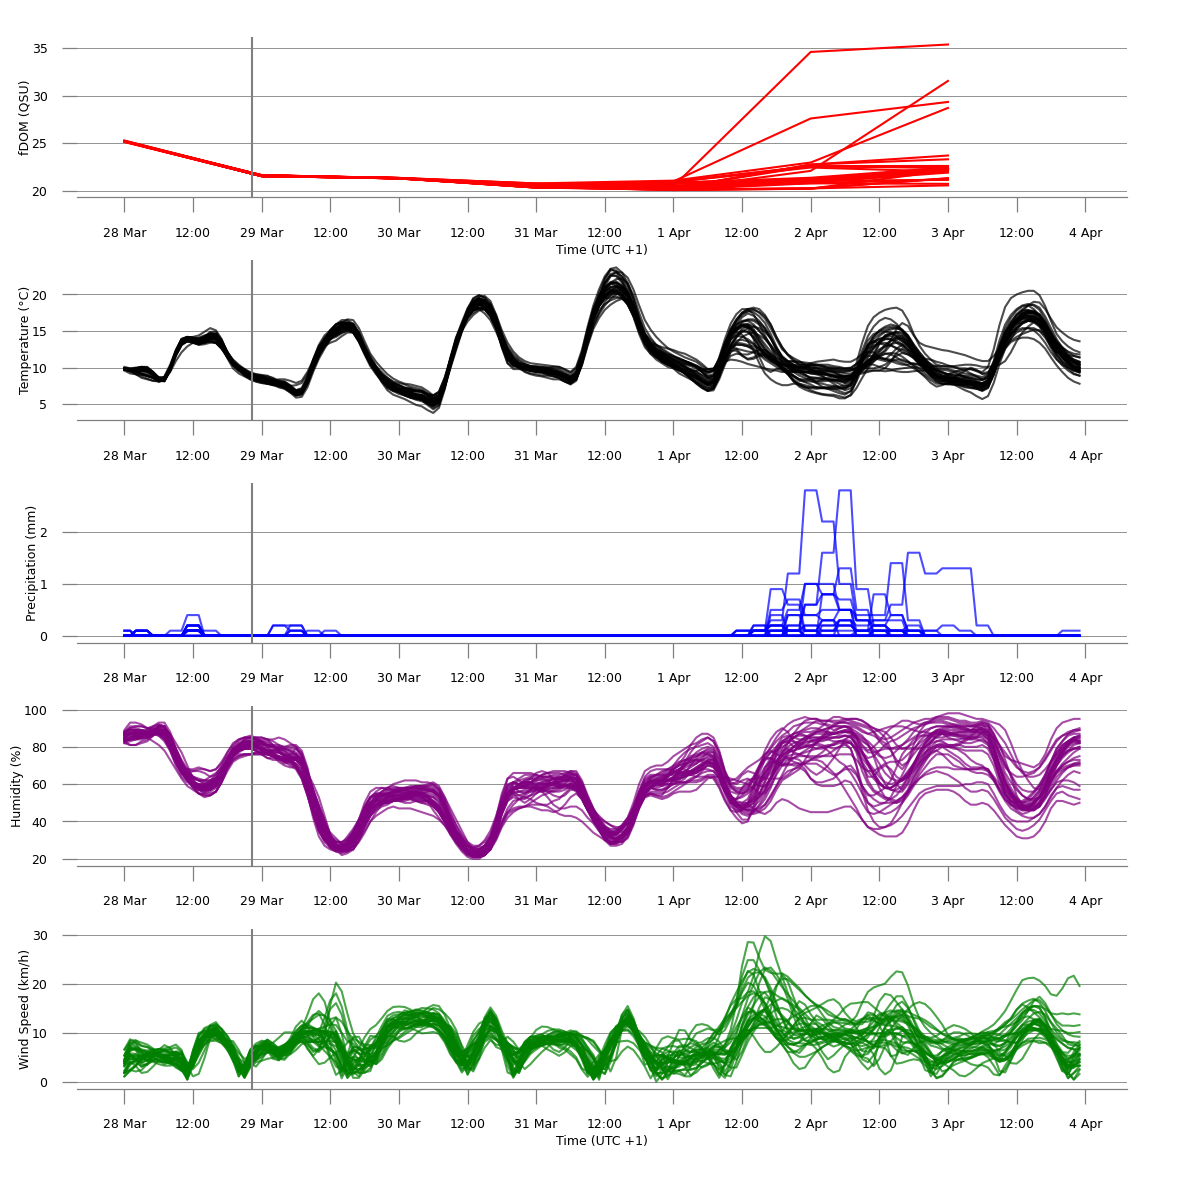 35
30
25
20
fDOM (QSU)
28 Mar 12:00 29 Mar 12:00 30 Mar 12:00 31 Mar 12:00 1 Apr 12:00 2 Apr 12:00 3 Apr 12:00 4 Apr
Time (UTC +1)
20
15
10
5
Temperature (°C)
28 Mar 12:00 29 Mar 12:00 30 Mar 12:00 31 Mar 12:00 1 Apr 12:00 2 Apr 12:00 3 Apr 12:00 4 Apr
2
1
0
Precipitation (mm)
28 Mar 12:00 29 Mar 12:00 30 Mar 12:00 31 Mar 12:00 1 Apr 12:00 2 Apr 12:00 3 Apr 12:00 4 Apr
100
80
60
40
20
Humidity (%)
28 Mar 12:00 29 Mar 12:00 30 Mar 12:00 31 Mar 12:00 1 Apr 12:00 2 Apr 12:00 3 Apr 12:00 4 Apr
30
20
10
0
Wind Speed (km/h)
28 Mar 12:00 29 Mar 12:00 30 Mar 12:00 31 Mar 12:00 1 Apr 12:00 2 Apr 12:00 3 Apr 12:00 4 Apr
Time (UTC +1)